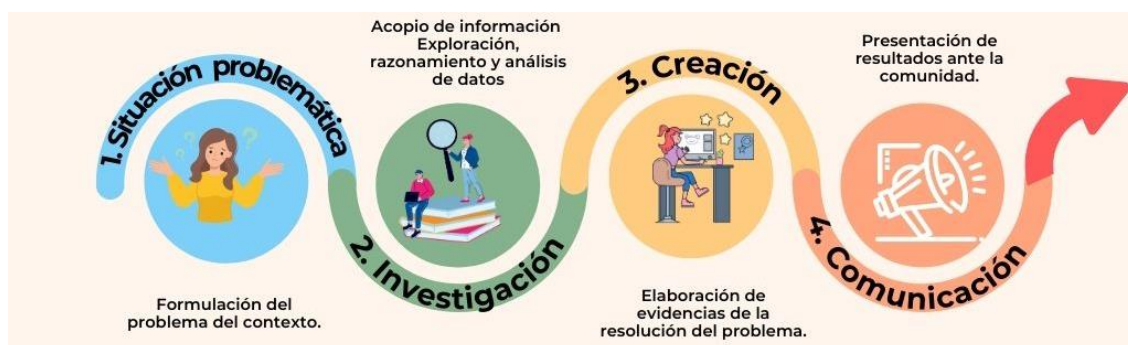 1. Situación problemática
Formulación del
problema del contexto.
Acopio de información
Exploración,
razonamiento y análisis
de datos
2. Investigación
3. Creación
Elaboración de
evidencias de la
resolución del problema.
Presentación de
resultados ante la
comunidad.
4. Comunicación